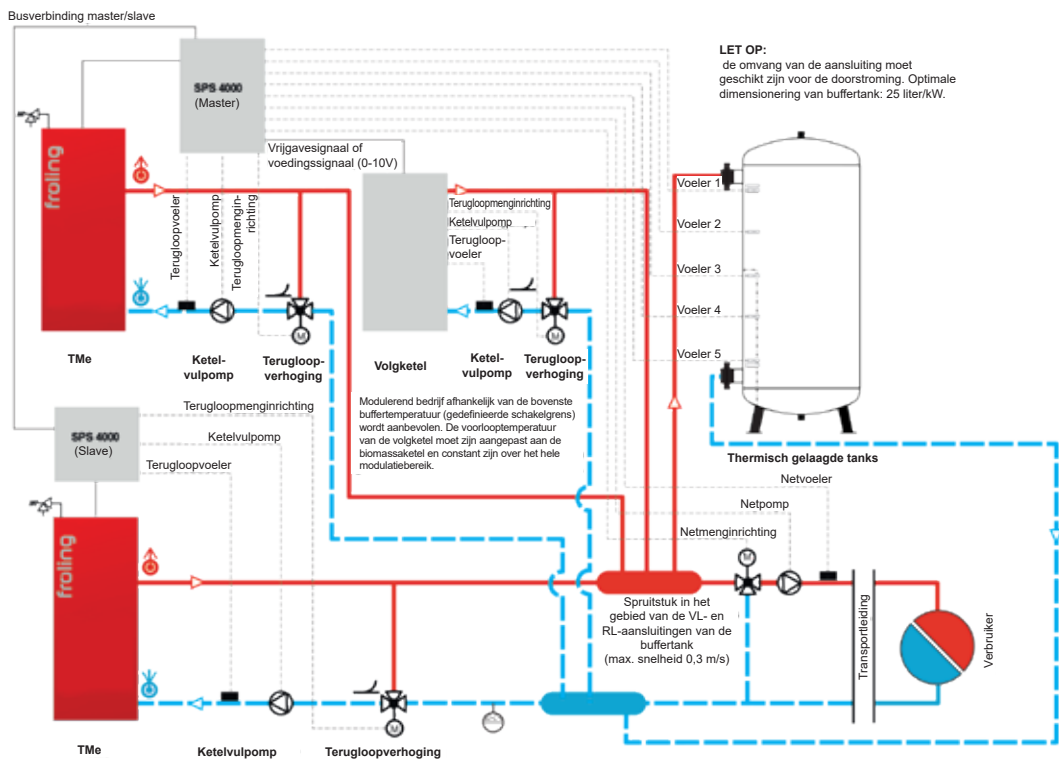 Busverbinding master/slave
SPS 4000
(Master)
LET OP:
de omvang van de aansluiting moet
geschikt zijn voor de doorstroming. Optimale
dimensionering van buffertank: 25 liter/kW.
froling
Vrijgavesignaal of
voedingssignaal (0-10V)
Terugloopvoeler
Ketelvulpomp
Terugloopmengin-
richting
Terugloopmenginrichting
Ketelvulpomp
Terugloop-
voeler
Voeler 1
Voeler 2
Voeler 3
Voeler 4
Voeler 5
M
M
TMe
Ketel-
vulpomp
Terugloop-
verhoging
Volgketel
Ketel-
vulpomp
Terugloop-
verhoging
Modulerend bedrijf afhankelijk van de bovenste
buffertemperatuur (gedefinieerde schakelgrens)
wordt aanbevolen. De voorlooptemperatuur
van de volgketel moet zijn aangepast aan de
biomassaketel en constant zijn over het hele
modulatiebereik.
Terugloopmenginrichting
SPS 4000
(Slave)
Ketelvulpomp
Terugloopvoeler
Thermisch gelaagde tanks
Netvoeler
Netpomp
Netmenginrichting
froling
M
Spruitstuk in het
gebied van de VL- en
RL-aansluitingen van de
buffertank
(max. snelheid 0,3 m/s)
Transportleiding
Verbruiker
M
TMe
Ketelvulpomp
Terugloopverhoging